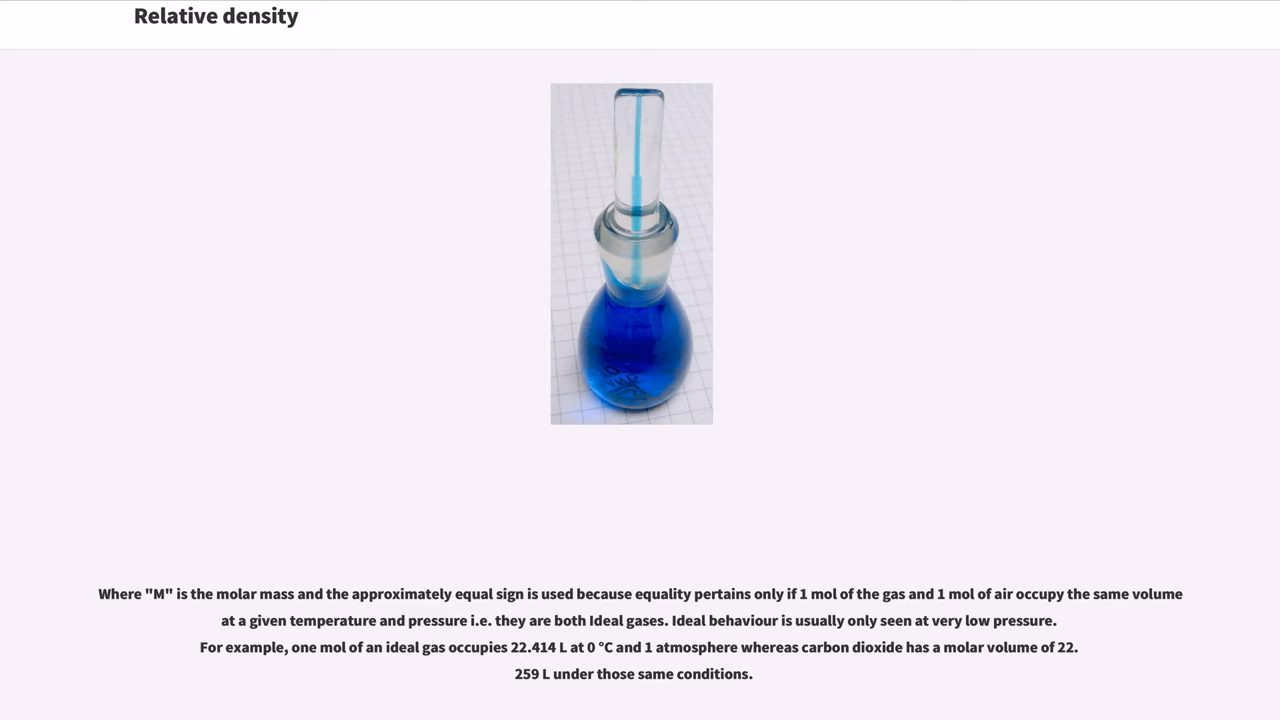 Relative density
Where "M" is the molar mass and the approximately equal sign is used because equality pertains only if 1 mol of the gas and 1 mol of air occupy the same volume
at a given temperature and pressure i.e. they are both Ideal gases. Ideal behaviour is usually only seen at very low pressure.
For example, one mol of an ideal gas occupies 22.414 L at 0 °C and 1 atmosphere whereas carbon dioxide has a molar volume of 22.
259 L under those same conditions.